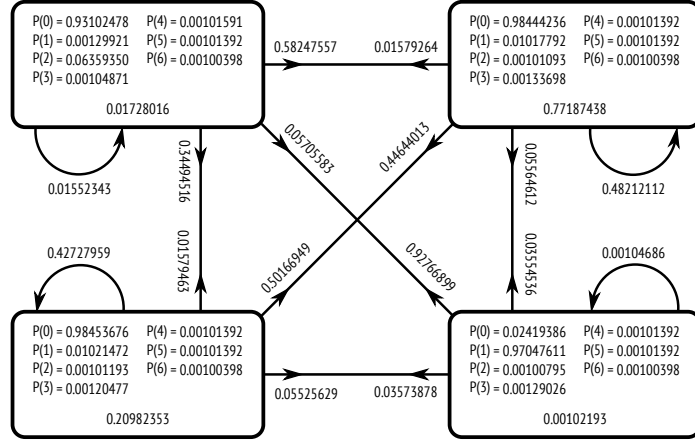 P(0) = 0.93102478 P(4) = 0.00101591
P(1) = 0.00129921 P(5) = 0.00101392
P(2) = 0.06359350 P(6) = 0.00100398
P(3) = 0.00104871
0.01728016
0.58247557 0.01579264
P(0) = 0.98444236 P(4) = 0.00101392
P(1) = 0.01017792 P(5) = 0.00101392
P(2) = 0.00101093 P(6) = 0.00100398
P(3) = 0.00133698
0.77187438
0.01552343
0.34494516
0.05705583
0.44644013
0.05564612
0.48212112
0.42727959
0.01579463
0.50166949
0.92766899
0.03554536
0.00104686
P(0) = 0.98453676 P(4) = 0.00101392
P(1) = 0.01021472 P(5) = 0.00101392
P(2) = 0.00101193 P(6) = 0.00100398
P(3) = 0.00120477
0.20982353
0.05525629 0.03573878
P(0) = 0.02419386 P(4) = 0.00101392
P(1) = 0.97047611 P(5) = 0.00101392
P(2) = 0.00100795 P(6) = 0.00100398
P(3) = 0.00129026
0.00102193